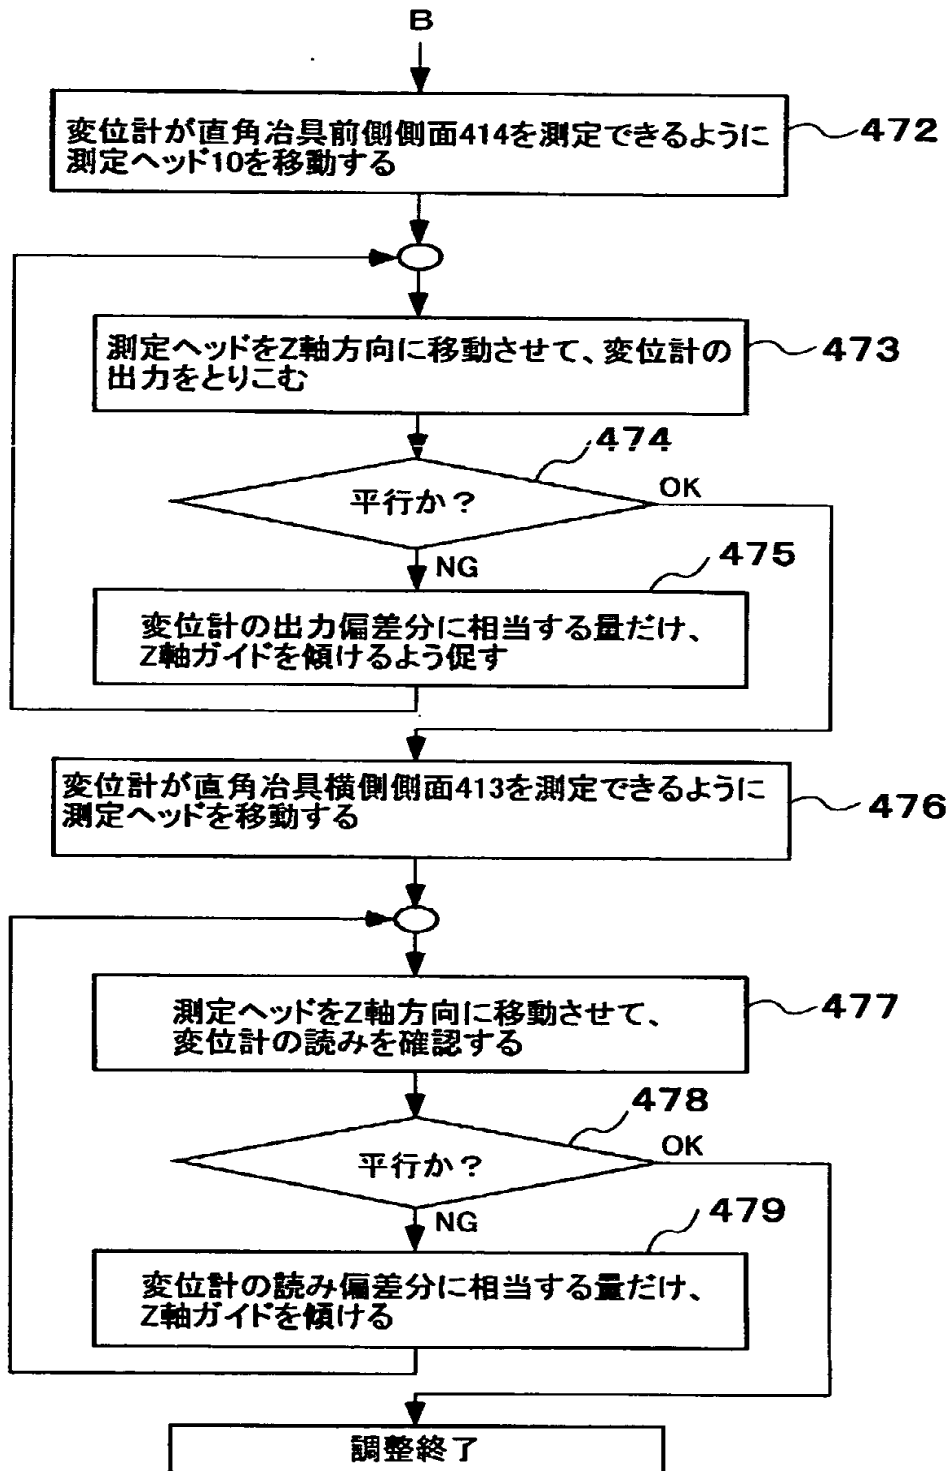 B
変位計が直角冶具前側側面414を測定できるように
測定ヘッド10を移動する
472
測定ヘッドをZ軸方向に移動させて、変位計の
出力をとりこむ
473
474
平行か？
OK
NG
475
変位計の出力偏差分に相当する量だけ、
Z軸ガイドを傾けるよう促す
変位計が直角冶具横側側面413を測定できるように
測定ヘッドを移動する
476
測定ヘッドをZ軸方向に移動させて、
変位計の読みを確認する
477
478
平行か？
OK
NG
479
変位計の読み偏差分に相当する量だけ、
Z軸ガイドを傾ける
調整終了